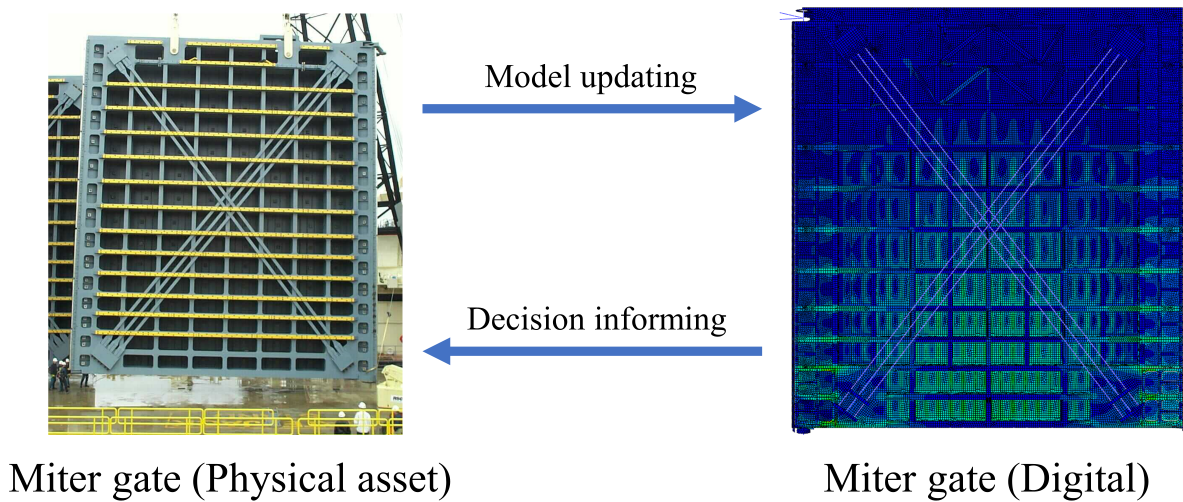 Model updating
Decision informing
Miter gate (Physical asset)
Miter gate (Digital)